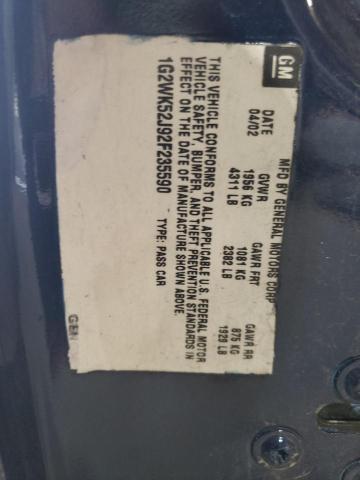 GM
MFD BY GENERAL MOTORS CORP
DATE GVWR GAWR FRT GAWR RR
04/02 1956 KG 1081 KG 875 KG
4311 LB 2382 LB 1929 LB
THIS VEHICLE CONFORMS TO ALL APPLICABLE U.S. FEDERAL MOTOR
VEHICLE SAFETY, BUMPER, AND THEFT PREVENTION STANDARDS IN
EFFECT ON THE DATE OF MANUFACTURE SHOWN ABOVE.
1G2WK52J92F235590 TYPE: PASS CAR